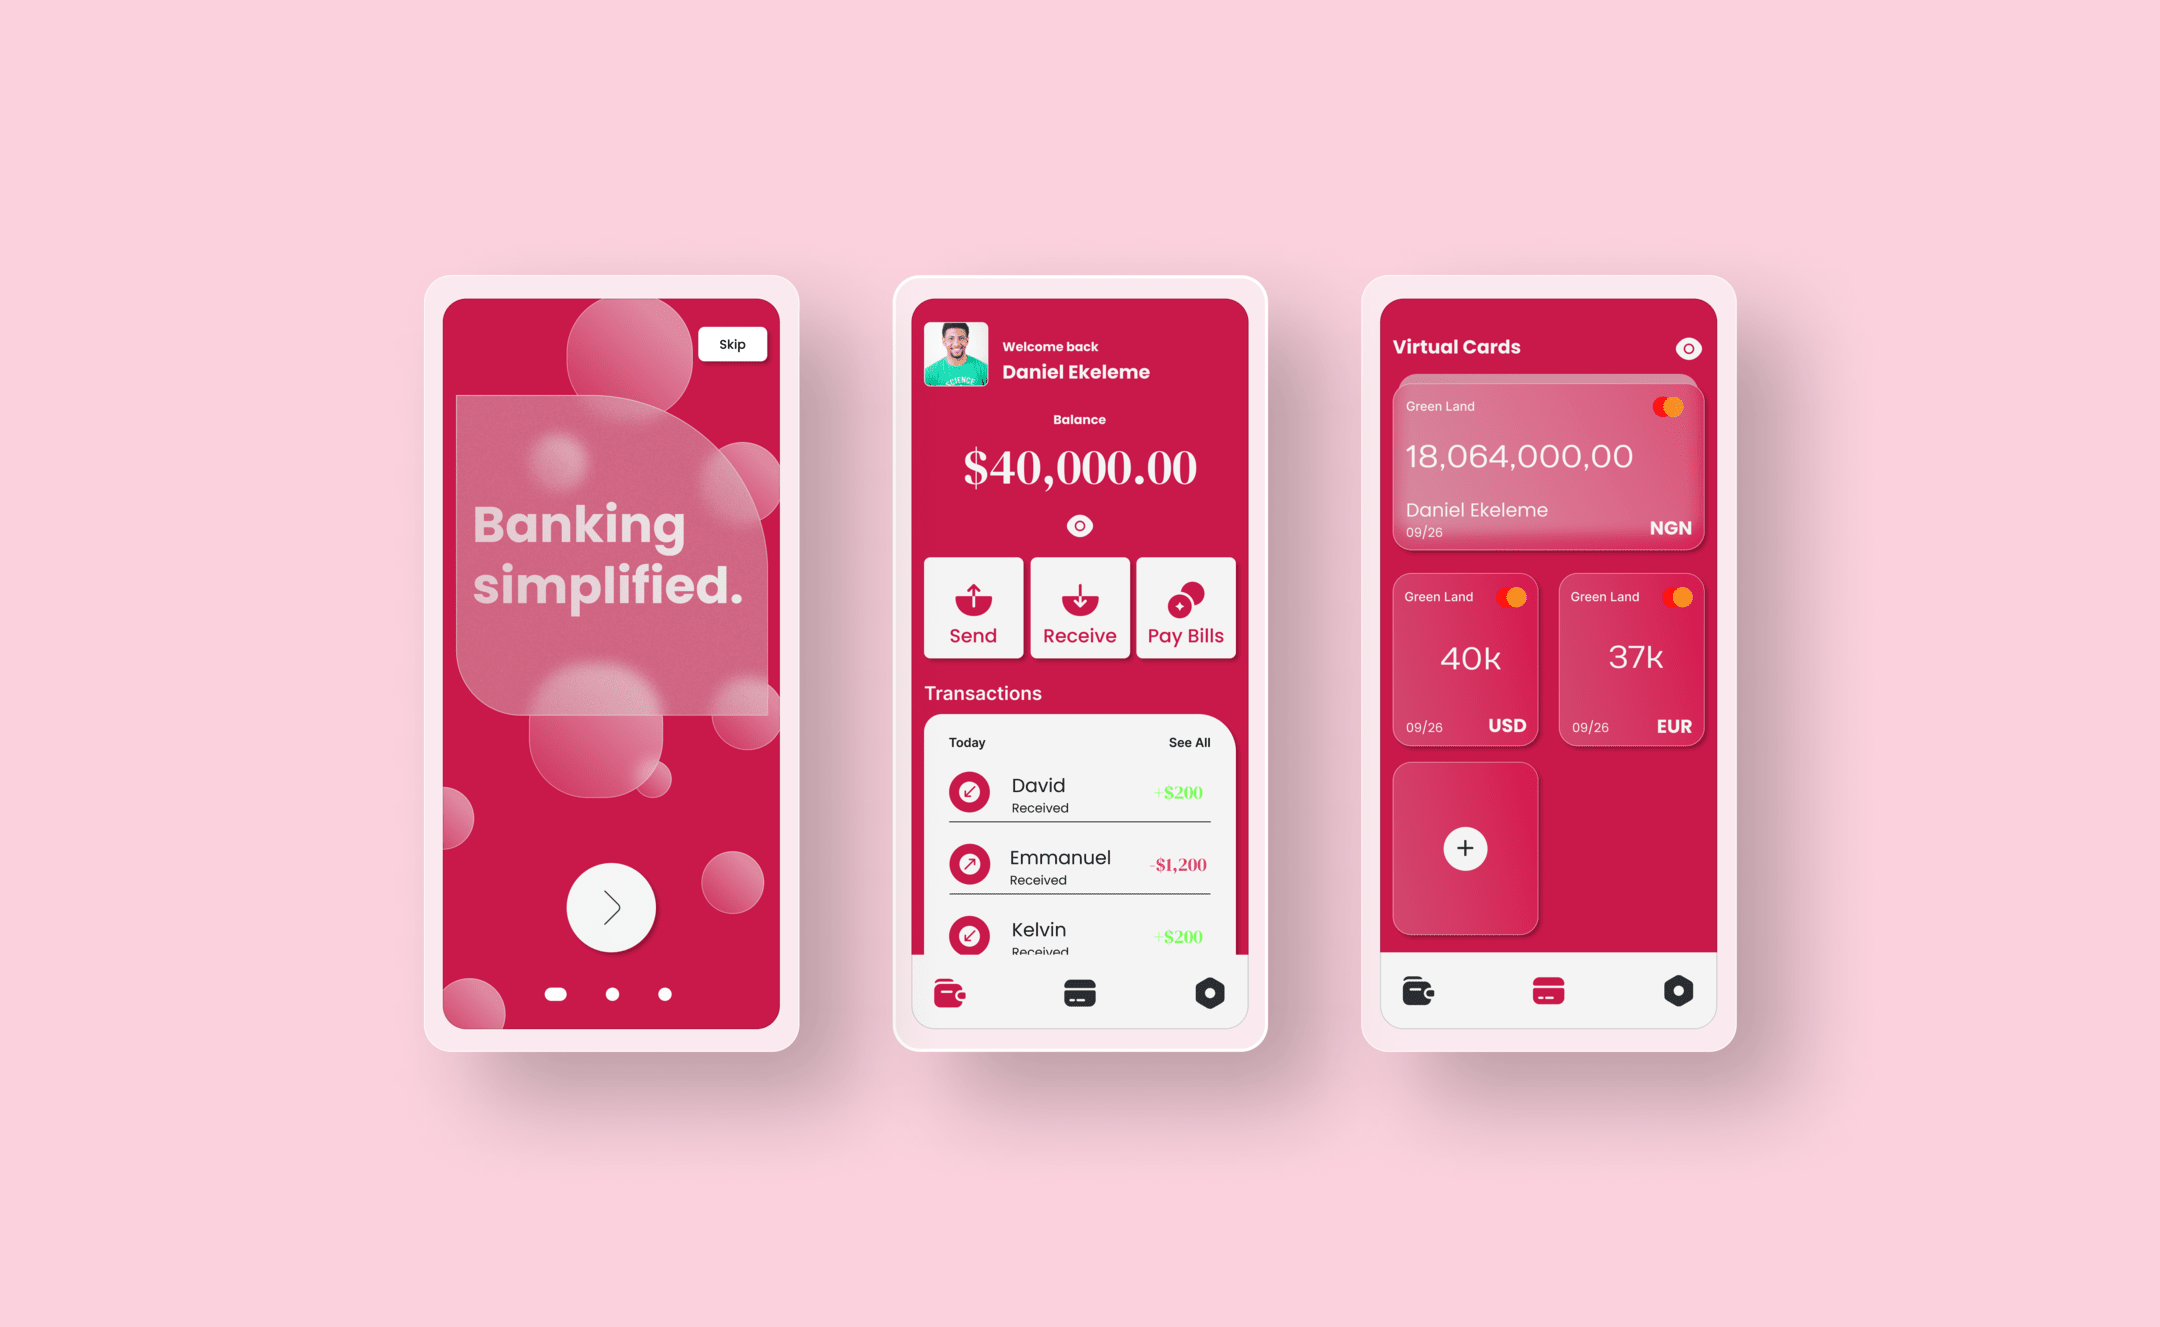 Skip
Banking
simplified.
Welcome back
Daniel Ekeleme
Balance
$40,000.00
Send
Receive
Pay Bills
Transactions
Today
See All
David
Received
+$200
Emmanuel
Received
-$1,200
Kelvin
Received
+$200
Virtual Cards
Green Land
18,064,000,00
Daniel Ekeleme
09/26
NGN
Green Land
40k
09/26
USD
Green Land
37k
09/26
EUR
SCIENCE